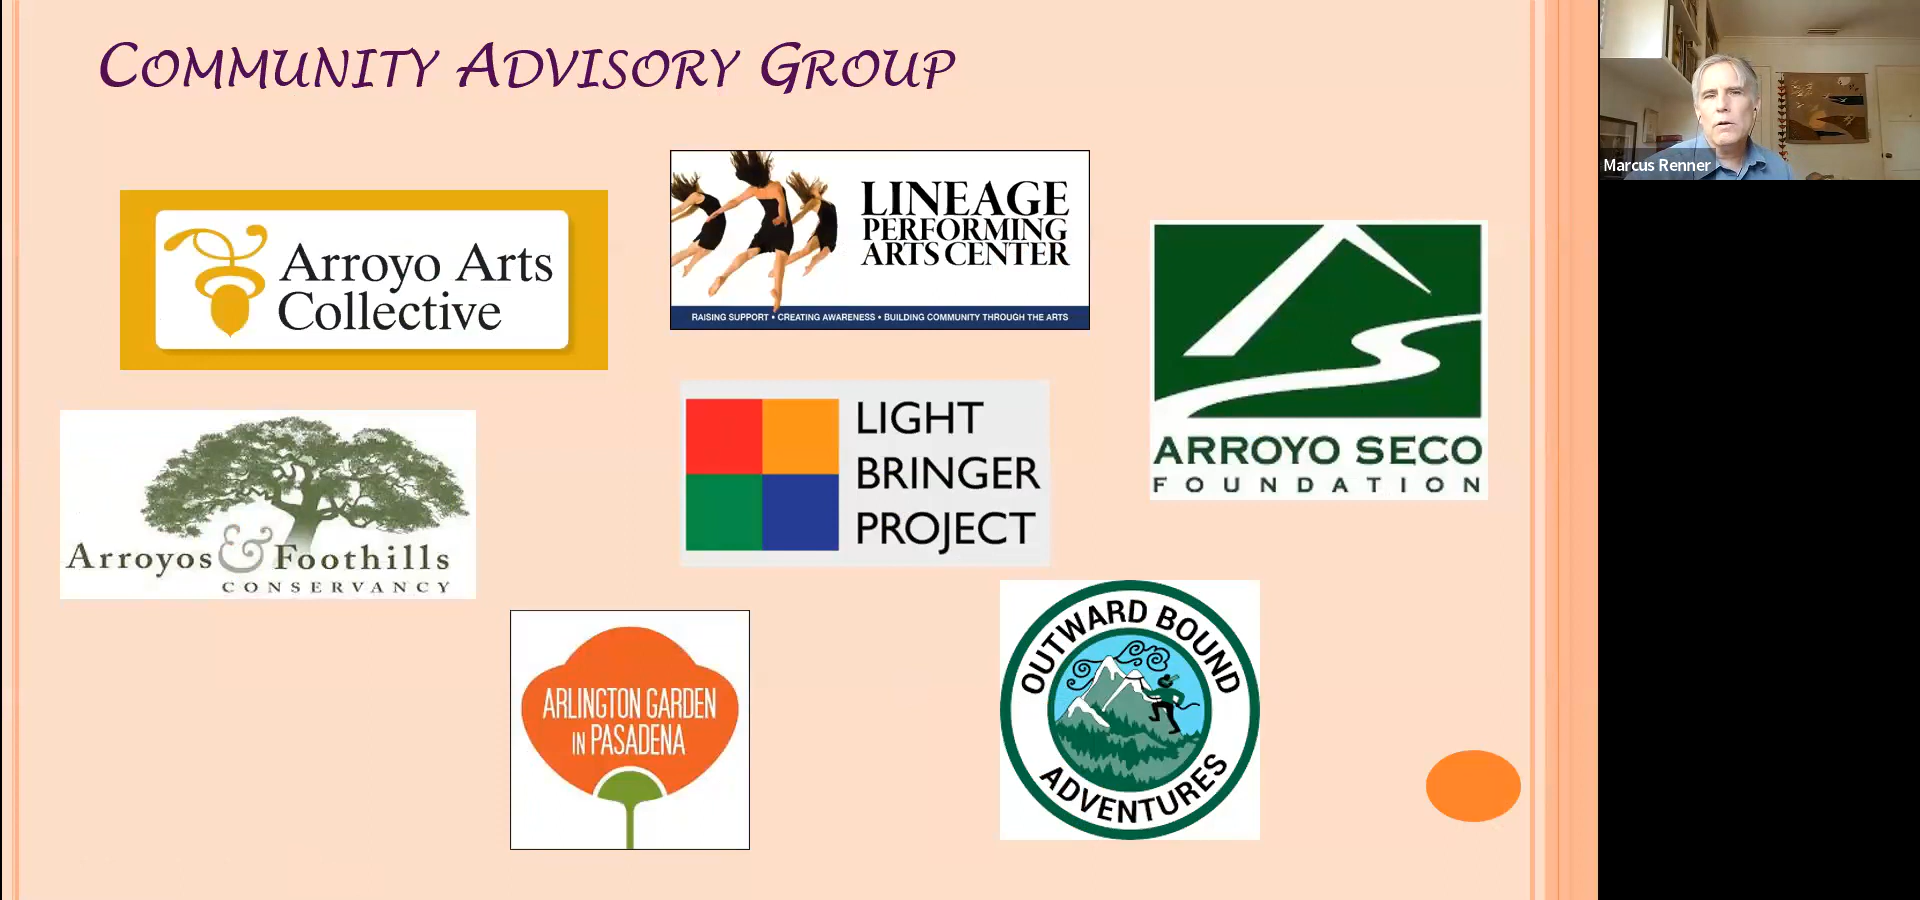 COMMUNITY ADVISORY GROUP
Marcus Renner
LINEAGE
PERFORMING
ARTS CENTER
RAISING SUPPORT • CREATING AWARENESS • BUILDING COMMUNITY THROUGH THE ARTS
Arroyo Arts
Collective
ARROYO SECO
FOUNDATION
LIGHT
BRINGER
PROJECT
Arroyos & Foothills
CONSERVANCY
ARLINGTON GARDEN
IN PASADENA
OUTWARD BOUND
ADVENTURES